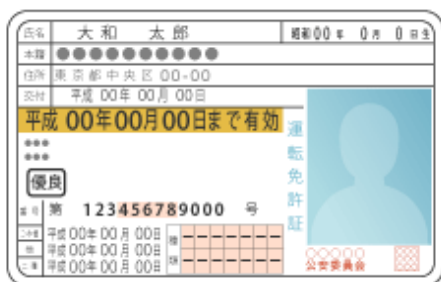 氏名 大和 太郎 昭和00年 0月 0日生
本籍 ●●●●●●●●●●
住所 東京都中央区 00-00
交付 平成 00年 00月 00日
平成 00年00月00日まで有効
●●●
●●●
優良
番号 第 123456789000 号
平成 00年 00月 00日
他 平成 00年 00月 00日
二種 平成 00年 00月 00日
種類
運転免許証
○○○○○
公安委員会